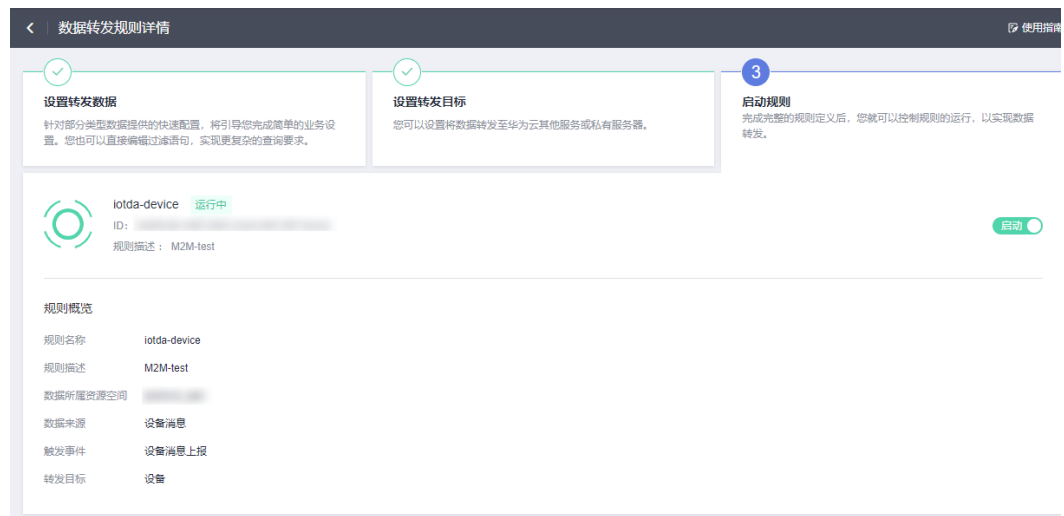 数据转发规则详情
使用指南
设置转发数据
针对部分类型数据提供的快速配置，将引导您完成简单的业务设
置。您也可以直接编辑过滤语句，实现更复杂的查询要求。
设置转发目标
您可以设置将数据转发至华为云其他服务或私有服务器。
3
启动规则
完成完整的规则定义后，您就可以控制规则的运行，以实现数据
转发。
iotda-device 运行中
ID：
规则描述： M2M-test
启动
规则概览
规则名称 iotda-device
规则描述 M2M-test
数据所属资源空间
数据来源 设备消息
触发事件 设备消息上报
转发目标 设备